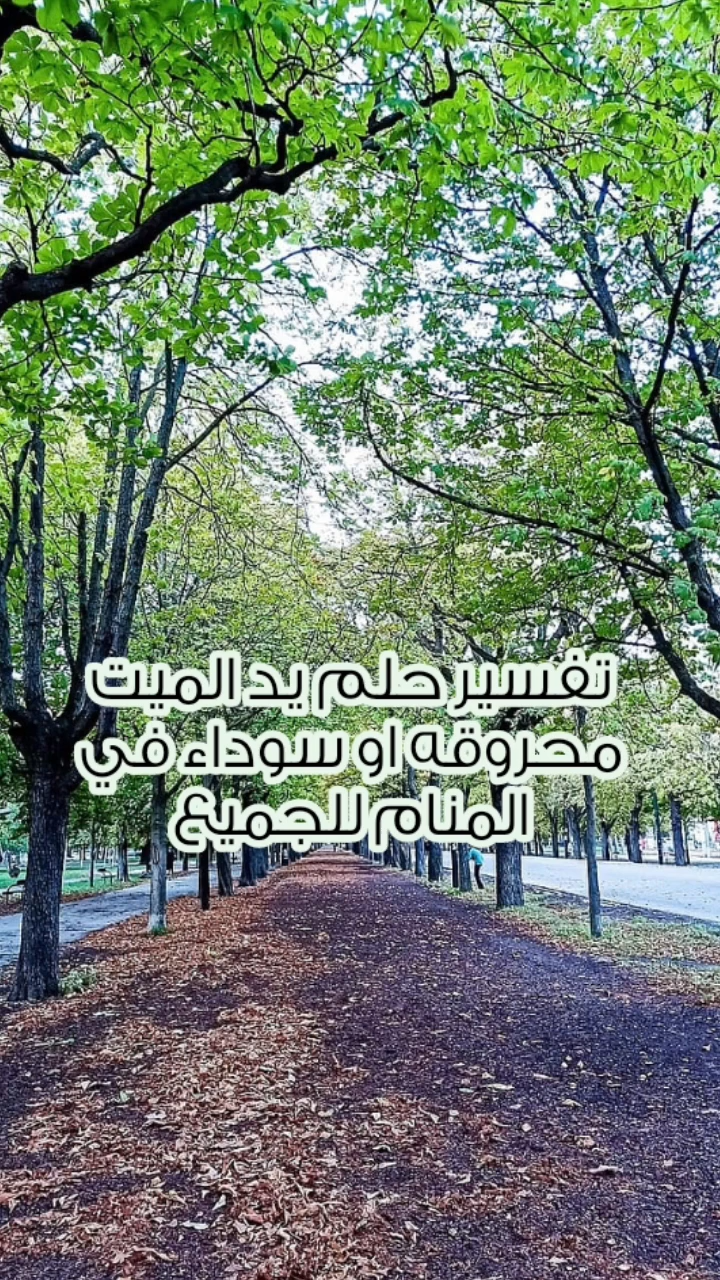 تفسير حلم يد الميت
محروقه او سوداء في
المنام للجميع